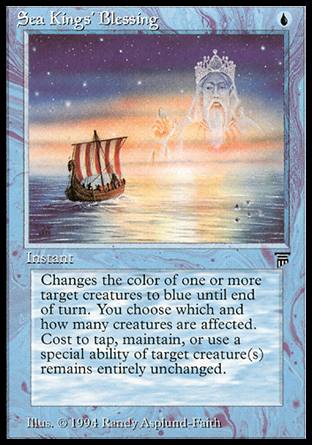 Sea Kings' Blessing
Instant
Changes the color of one or more
target creatures to blue until end
of turn. You choose which and
how many creatures are affected.
Cost to tap, maintain, or use a
special ability of target creature(s)
remains entirely unchanged.
Illus. © 1994 Randy Asplund-Faith